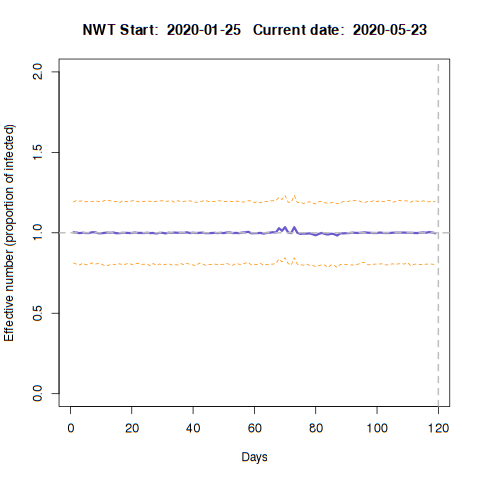 NWT Start:  2020-01-25   Current date:  2020-05-23
Effective number (proportion of infected)
2.0
1.5
1.0
0.5
0.0
0 20 40 60 80 100 120
Days